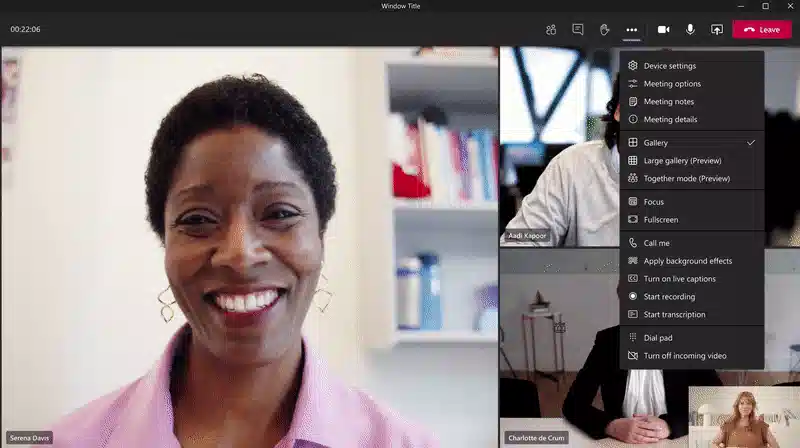 Window Title
00:22:06
Leave
Device settings
Meeting options
Meeting notes
Meeting details
Gallery
Large gallery (Preview)
Together mode (Preview)
Focus
Fullscreen
Call me
Apply background effects
Turn on live captions
Start recording
Start transcription
Dial pad
Turn off incoming video
Aadi Kapoor
Serena Davis
Charlotte de Crum